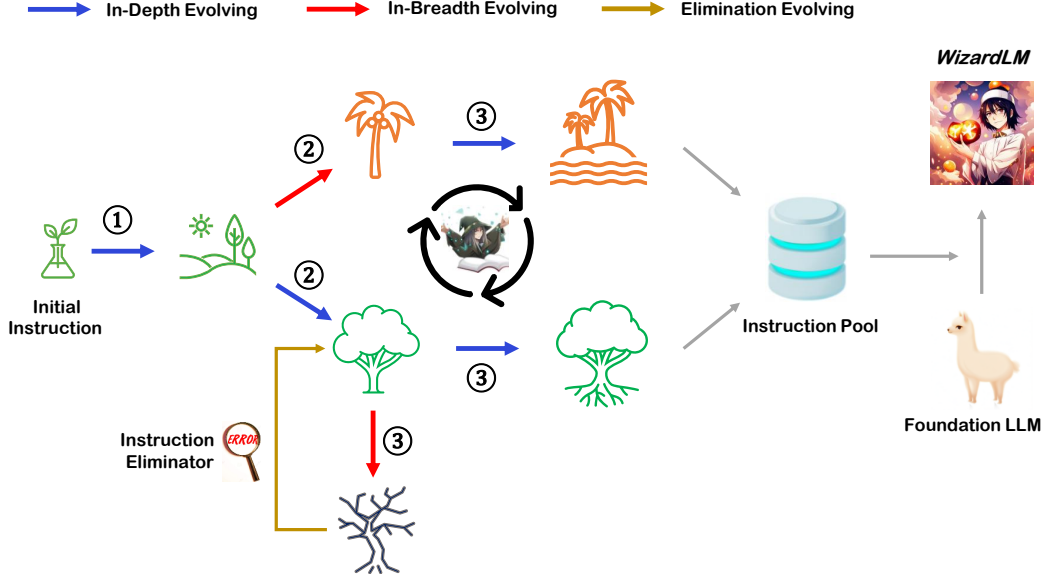 In-Depth Evolving
In-Breadth Evolving
Elimination Evolving
WizardLM
③
②
①
②
Initial
Instruction
Instruction Pool
③
Foundation LLM
Instruction
Eliminator
ERROR
③